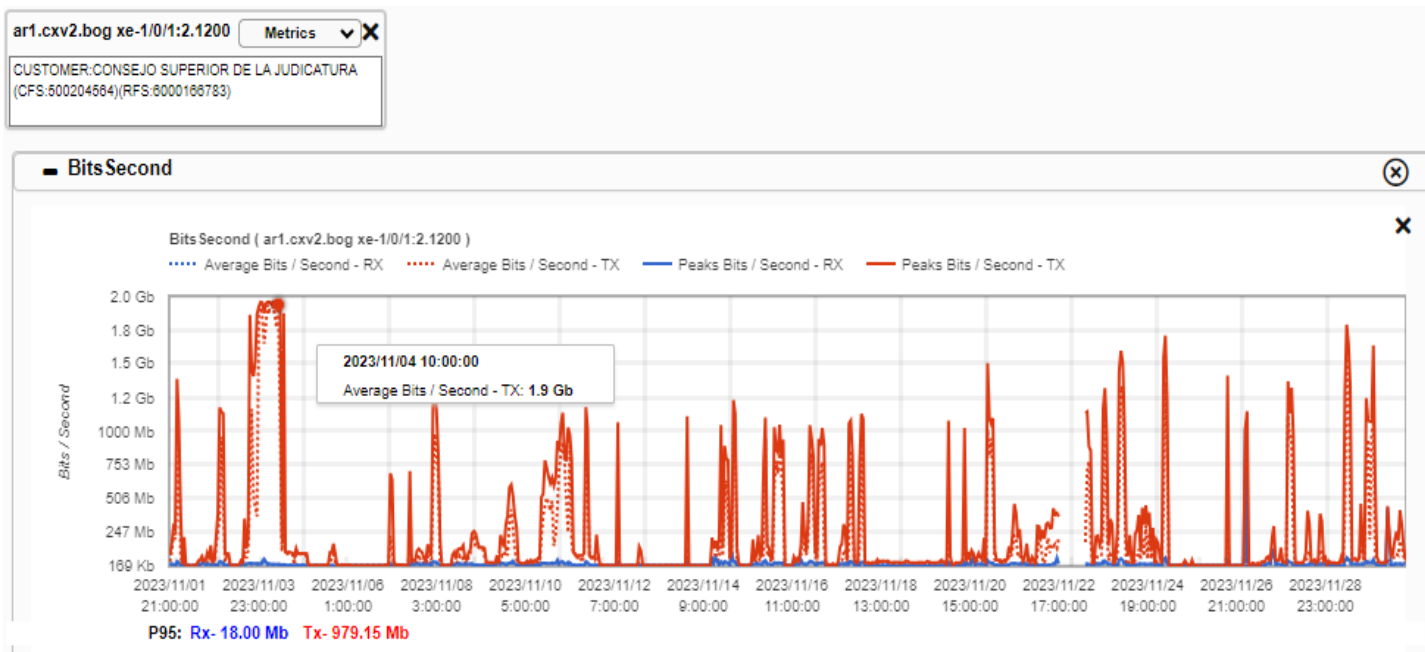 ar1.cxv2.bog xe-1/0/1:2.1200 Metrics
CUSTOMER:CONSEJO SUPERIOR DE LA JUDICATURA
(CFS:500204564)(RFS:6000166783)
BitsSecond
BitsSecond ( ar1.cxv2.bog xe-1/0/1:2.1200 )
Average Bits / Second - RX Average Bits / Second - TX Peaks Bits / Second - RX Peaks Bits / Second - TX
2.0 Gb
1.8 Gb
1.5 Gb
1.2 Gb
1000 Mb
753 Mb
506 Mb
247 Mb
169 Kb
Bits / Second
2023/11/04 10:00:00
Average Bits / Second - TX: 1.9 Gb
2023/11/01 2023/11/03 2023/11/06 2023/11/08 2023/11/10 2023/11/12 2023/11/14 2023/11/16 2023/11/18 2023/11/20 2023/11/22 2023/11/24 2023/11/26 2023/11/28
21:00:00 23:00:00 1:00:00 3:00:00 5:00:00 7:00:00 9:00:00 11:00:00 13:00:00 15:00:00 17:00:00 19:00:00 21:00:00 23:00:00
P95: Rx- 18.00 Mb Tx- 979.15 Mb